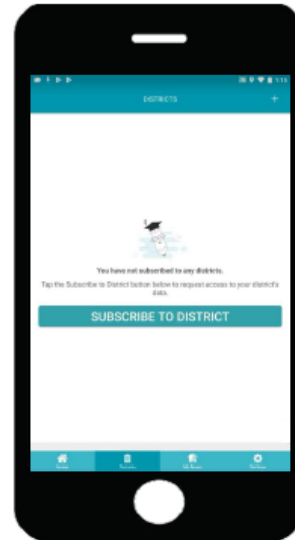 DISTRICTS +
You have not subscribed to any districts.
Tap the Subscribe to District button below to request access to your district's
data.
SUBSCRIBE TO DISTRICT